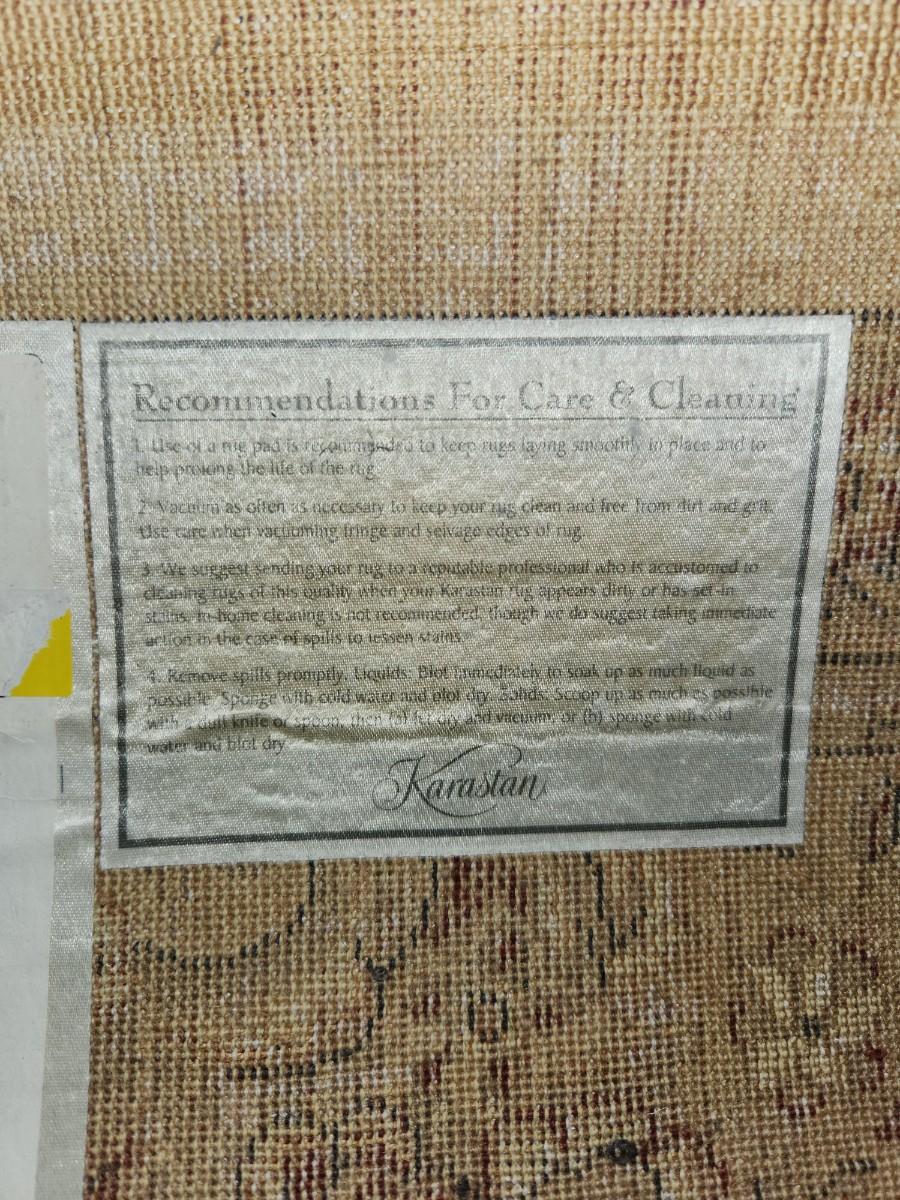 Recommendations For Care & Cleaning
1. Use of a rug pad is recommended to keep rugs laying smoothly in place and to
help prolong the life of the rug.
2. Vacuum as often as necessary to keep your rug clean and free from dirt and grit.
Use care when vacuuming fringe and selvage edges of rug.
3. We suggest sending your rug to a reputable professional who is accustomed to
cleaning rugs of this quality when your Karastan rug appears dirty or has set-in
stains. In-home cleaning is not recommended, though we do suggest taking immediate
action in the case of spills to lessen stains.
4. Remove spills promptly. Liquids: Blot immediately to soak up as much liquid as
possible. Sponge with cold water and blot dry. Solids: Scoop up as much as possible
with a dull knife or spoon, then (a) let dry and vacuum, or (b) sponge with cold
water and blot dry.
Karastan